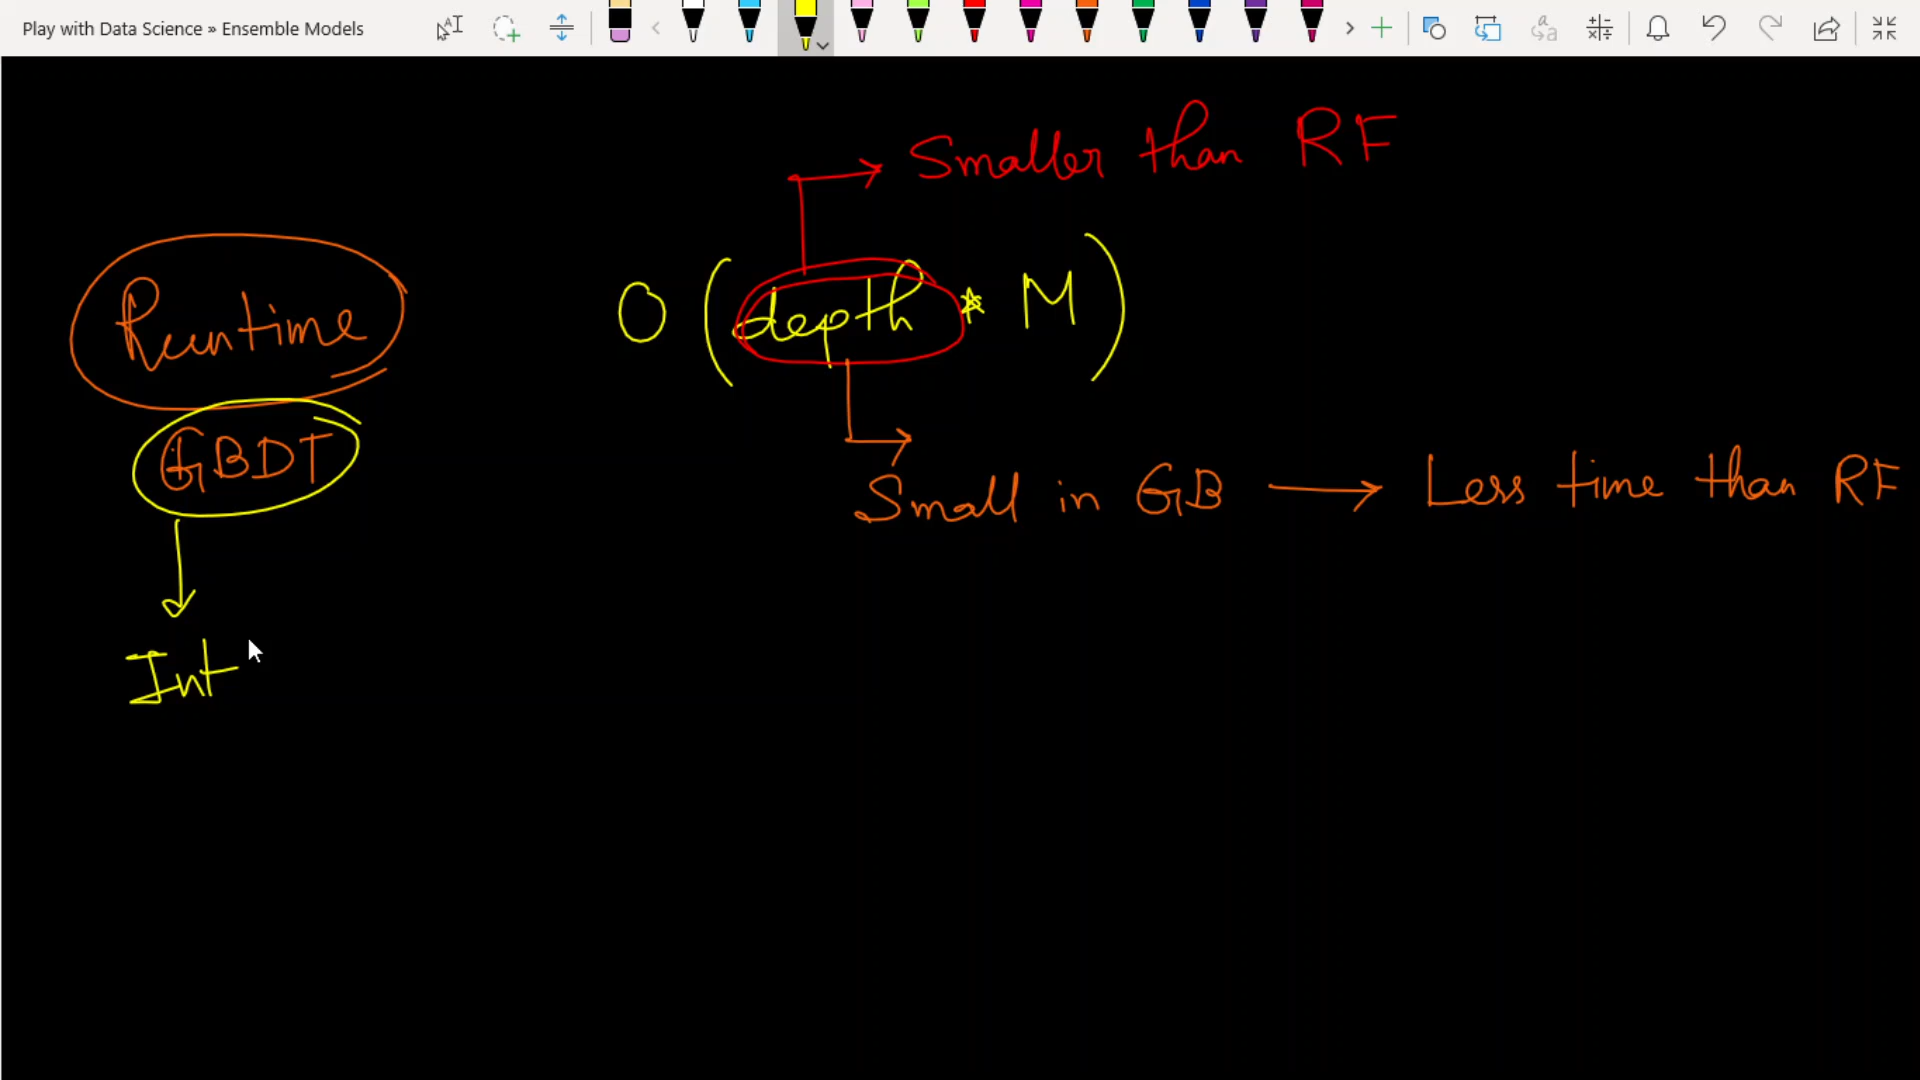 Play with Data Science » Ensemble Models
Smaller than RF
Runtime
O (depth * M)
GBDT
Small in GB → Less time than RF
Int